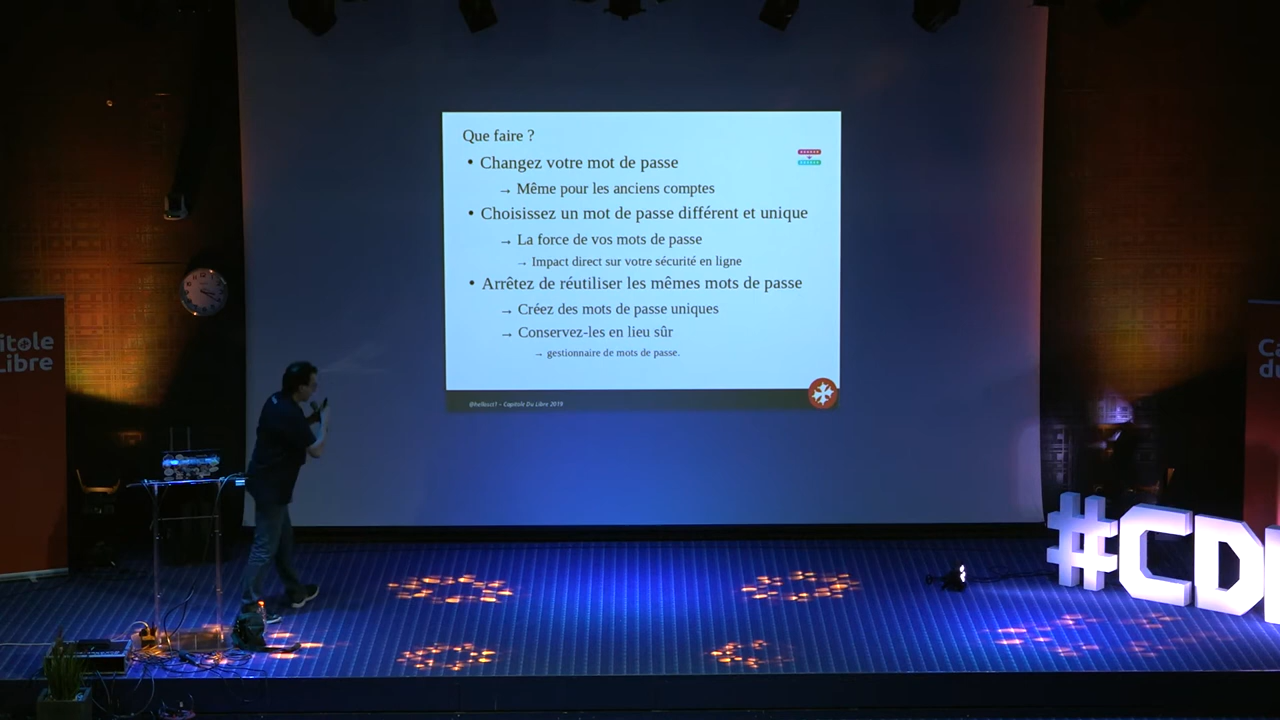 Que faire ?
• Changez votre mot de passe
→ Même pour les anciens comptes
• Choisissez un mot de passe différent et unique
→ La force de vos mots de passe
→ Impact direct sur votre sécurité en ligne
• Arrêtez de réutiliser les mêmes mots de passe
→ Créez des mots de passe uniques
→ Conservez-les en lieu sûr
→ gestionnaire de mots de passe.
@hellosct1 – Capitole Du Libre 2019
itole
Libre
Ca
du
#CD